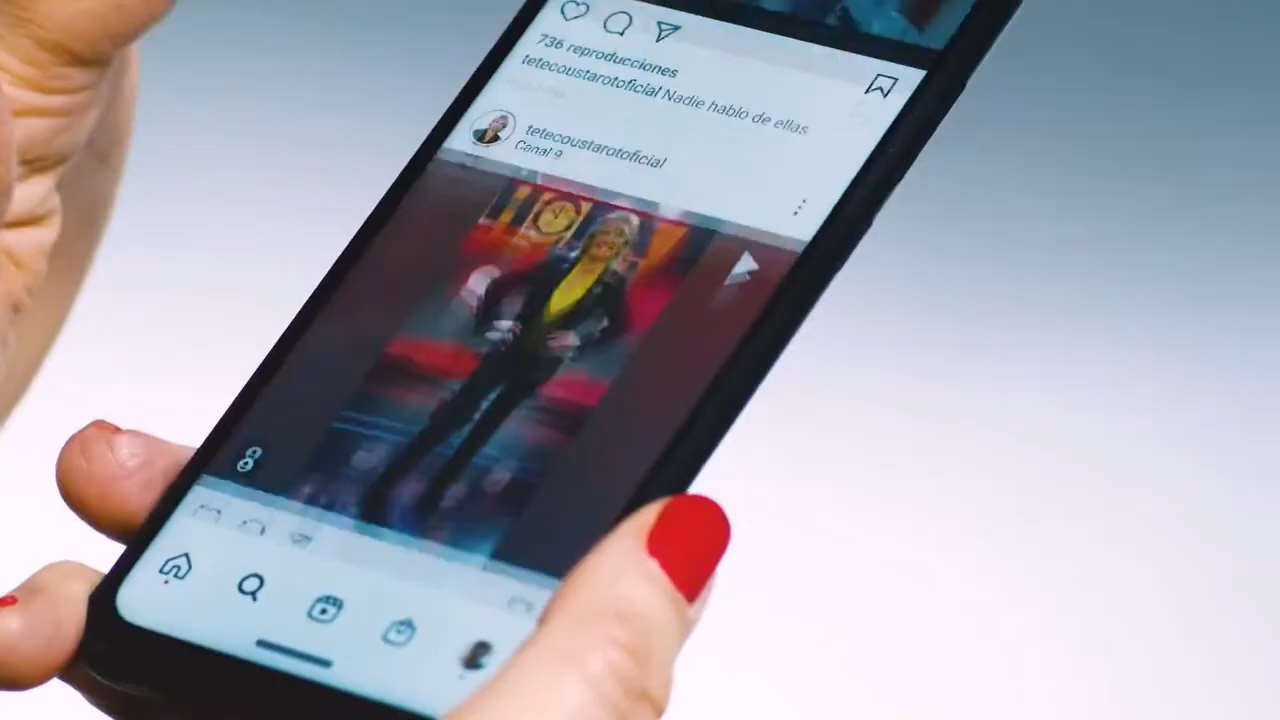 736 reproducciones
tetecoustarotoficial Nadie hablo de ellas
tetecoustarotoficial
Canal 9